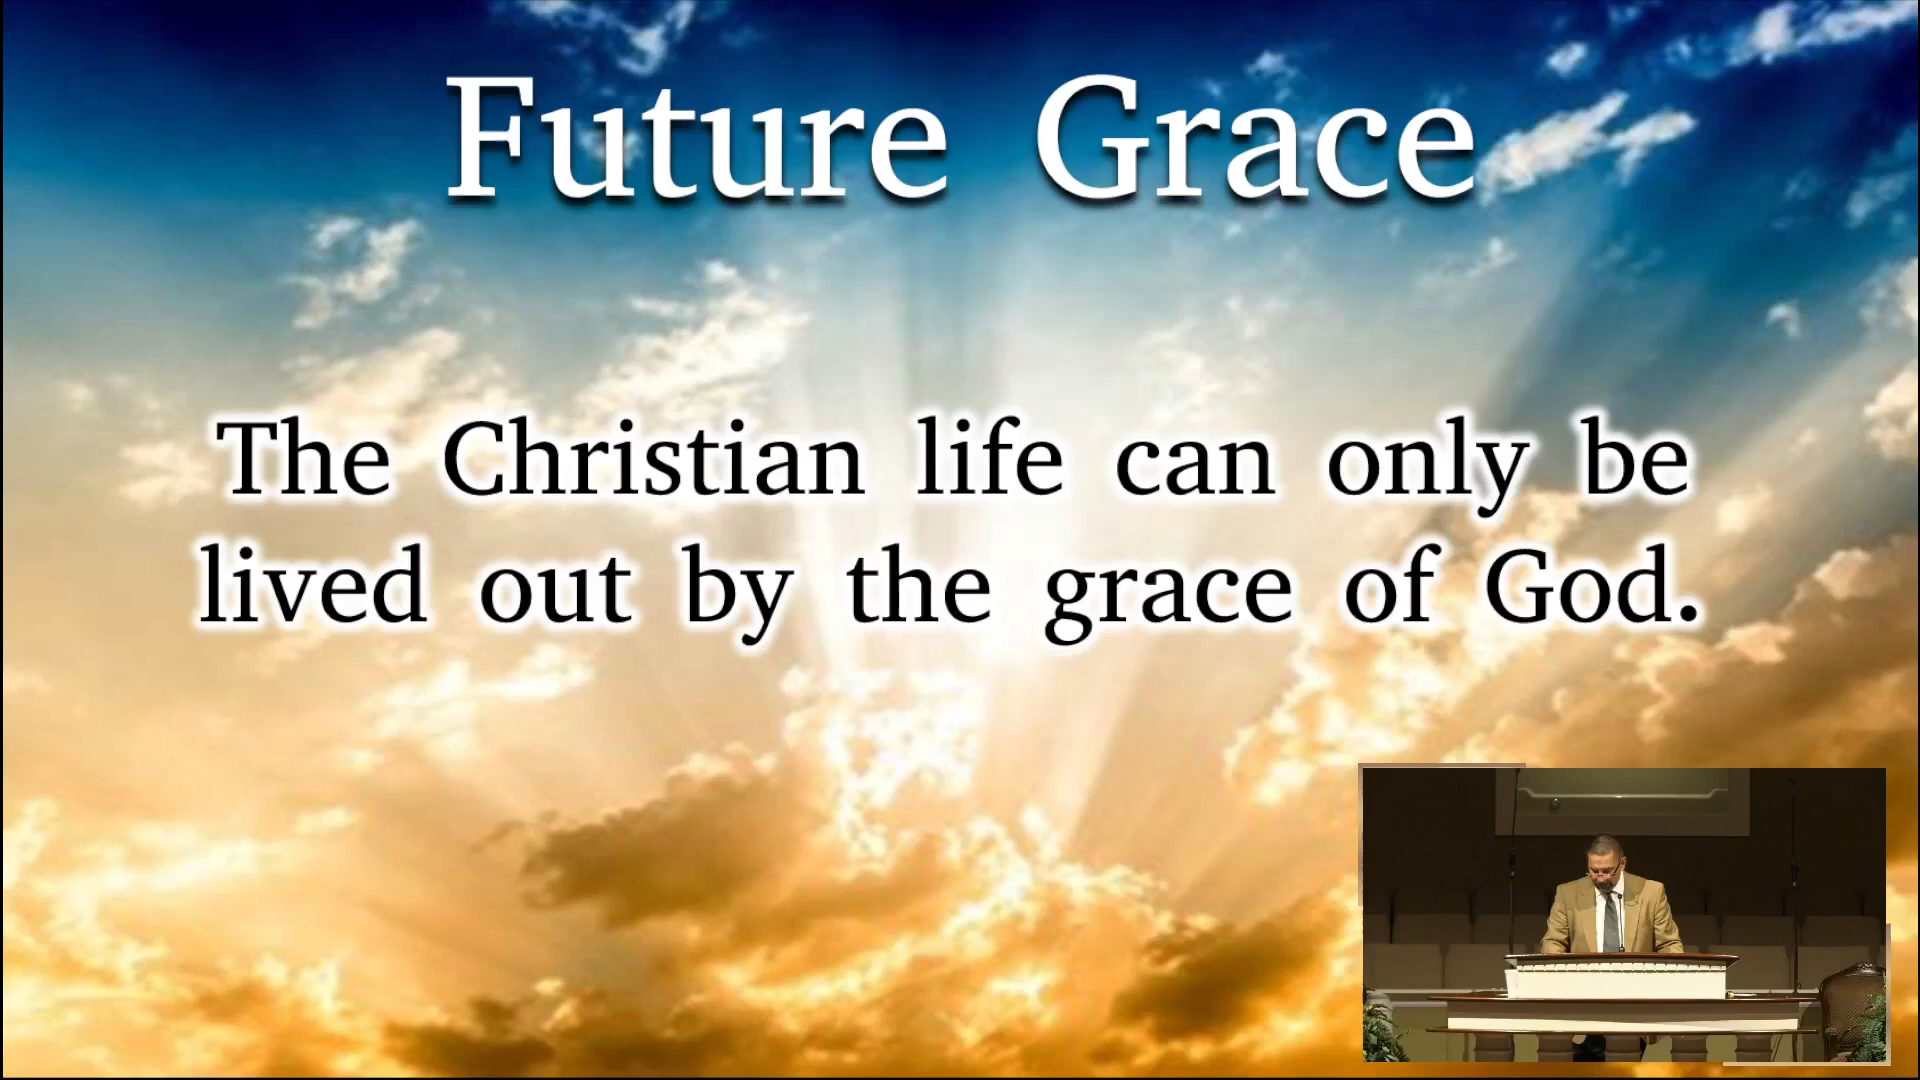 Future Grace
The Christian life can only be
lived out by the grace of God.